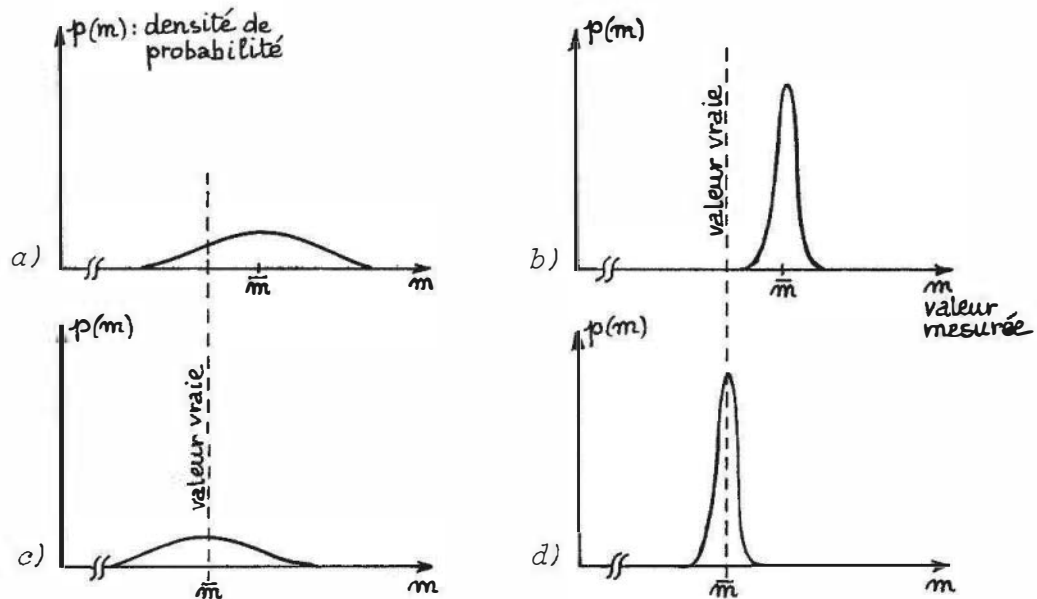 p(m): densité de
probabilité
a)
m̄
m
p(m)
valeur vraie
b)
m̄
m
valeur
mesurée
p(m)
valeur vraie
c)
m̄
m
p(m)
d)
m̄
m